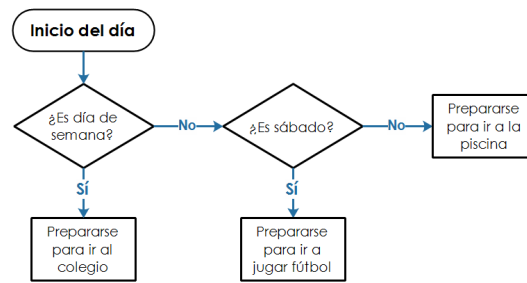 Inicio del día
¿Es día de
semana?
No
¿Es sábado?
No
Prepararse
para ir a la
piscina
Sí
Sí
Prepararse
para ir al
colegio
Prepararse
para ir a
jugar fútbol